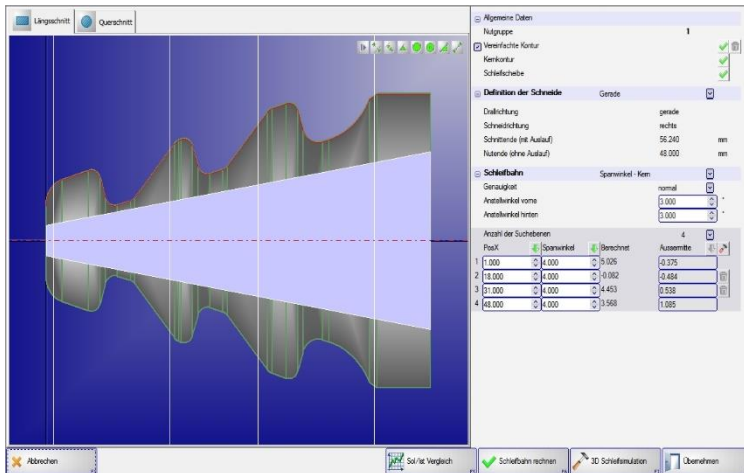 Längsschnitt
Querschnitt
Allgemeine Daten
Nutgruppe 1
Vereinfachte Kontur
Kernkontur
Schleifscheibe
Definition der Schneide Gerade
Drallrichtung gerade
Schneidrichtung rechts
Schnittende (mit Auslauf) 56.240 mm
Nutende (ohne Auslauf) 48.000 mm
Schleifbahn Spanwinkel - Kern
Genauigkeit normal
Anstellwinkel vorne 3.000 °
Anstellwinkel hinten 3.000 °
Anzahl der Suchebenen 4
PosX Spanwinkel Berechnet Aussermitte
1 1.000 4.000 5.026 -0.375
2 18.000 4.000 -0.082 -0.484
3 31.000 4.000 4.453 0.538
4 48.000 4.000 3.568 1.085
Abbrechen
Sol/Ist Vergleich
Schleifbahn rechnen
3D Schleifsimulation
Übernehmen